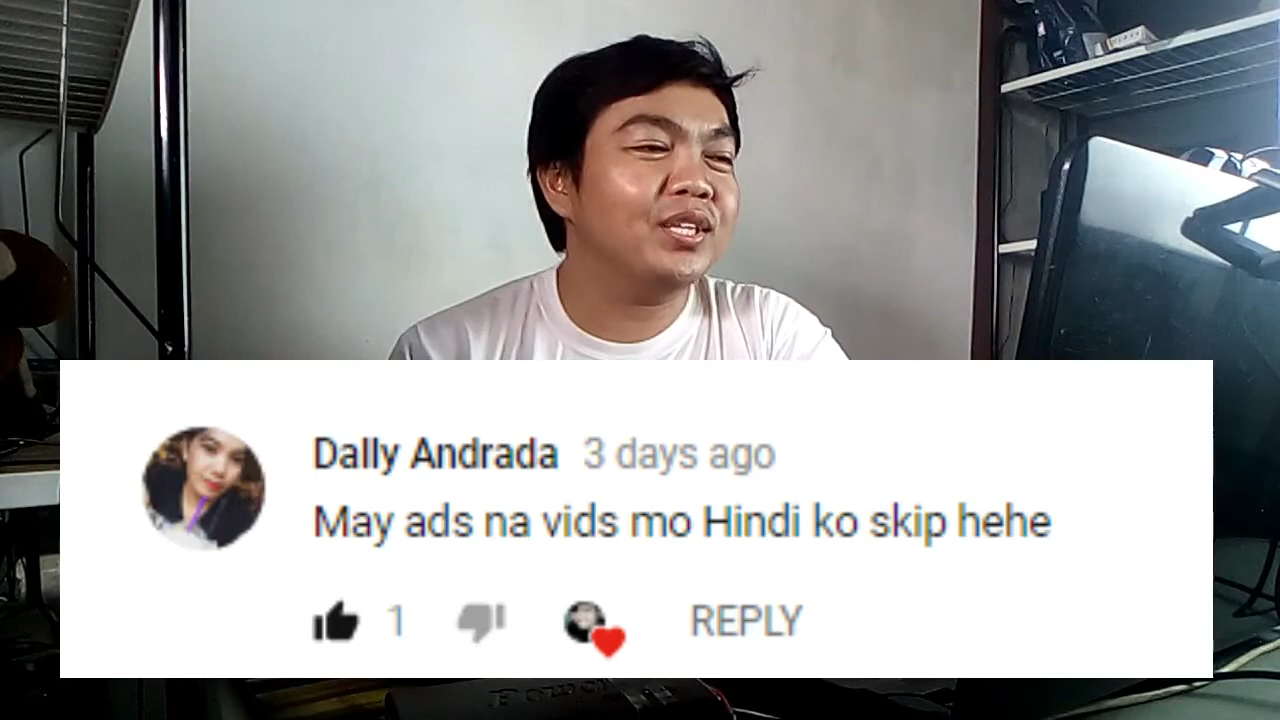 Dally Andrada 3 days ago
May ads na vids mo Hindi ko skip hehe
1 REPLY